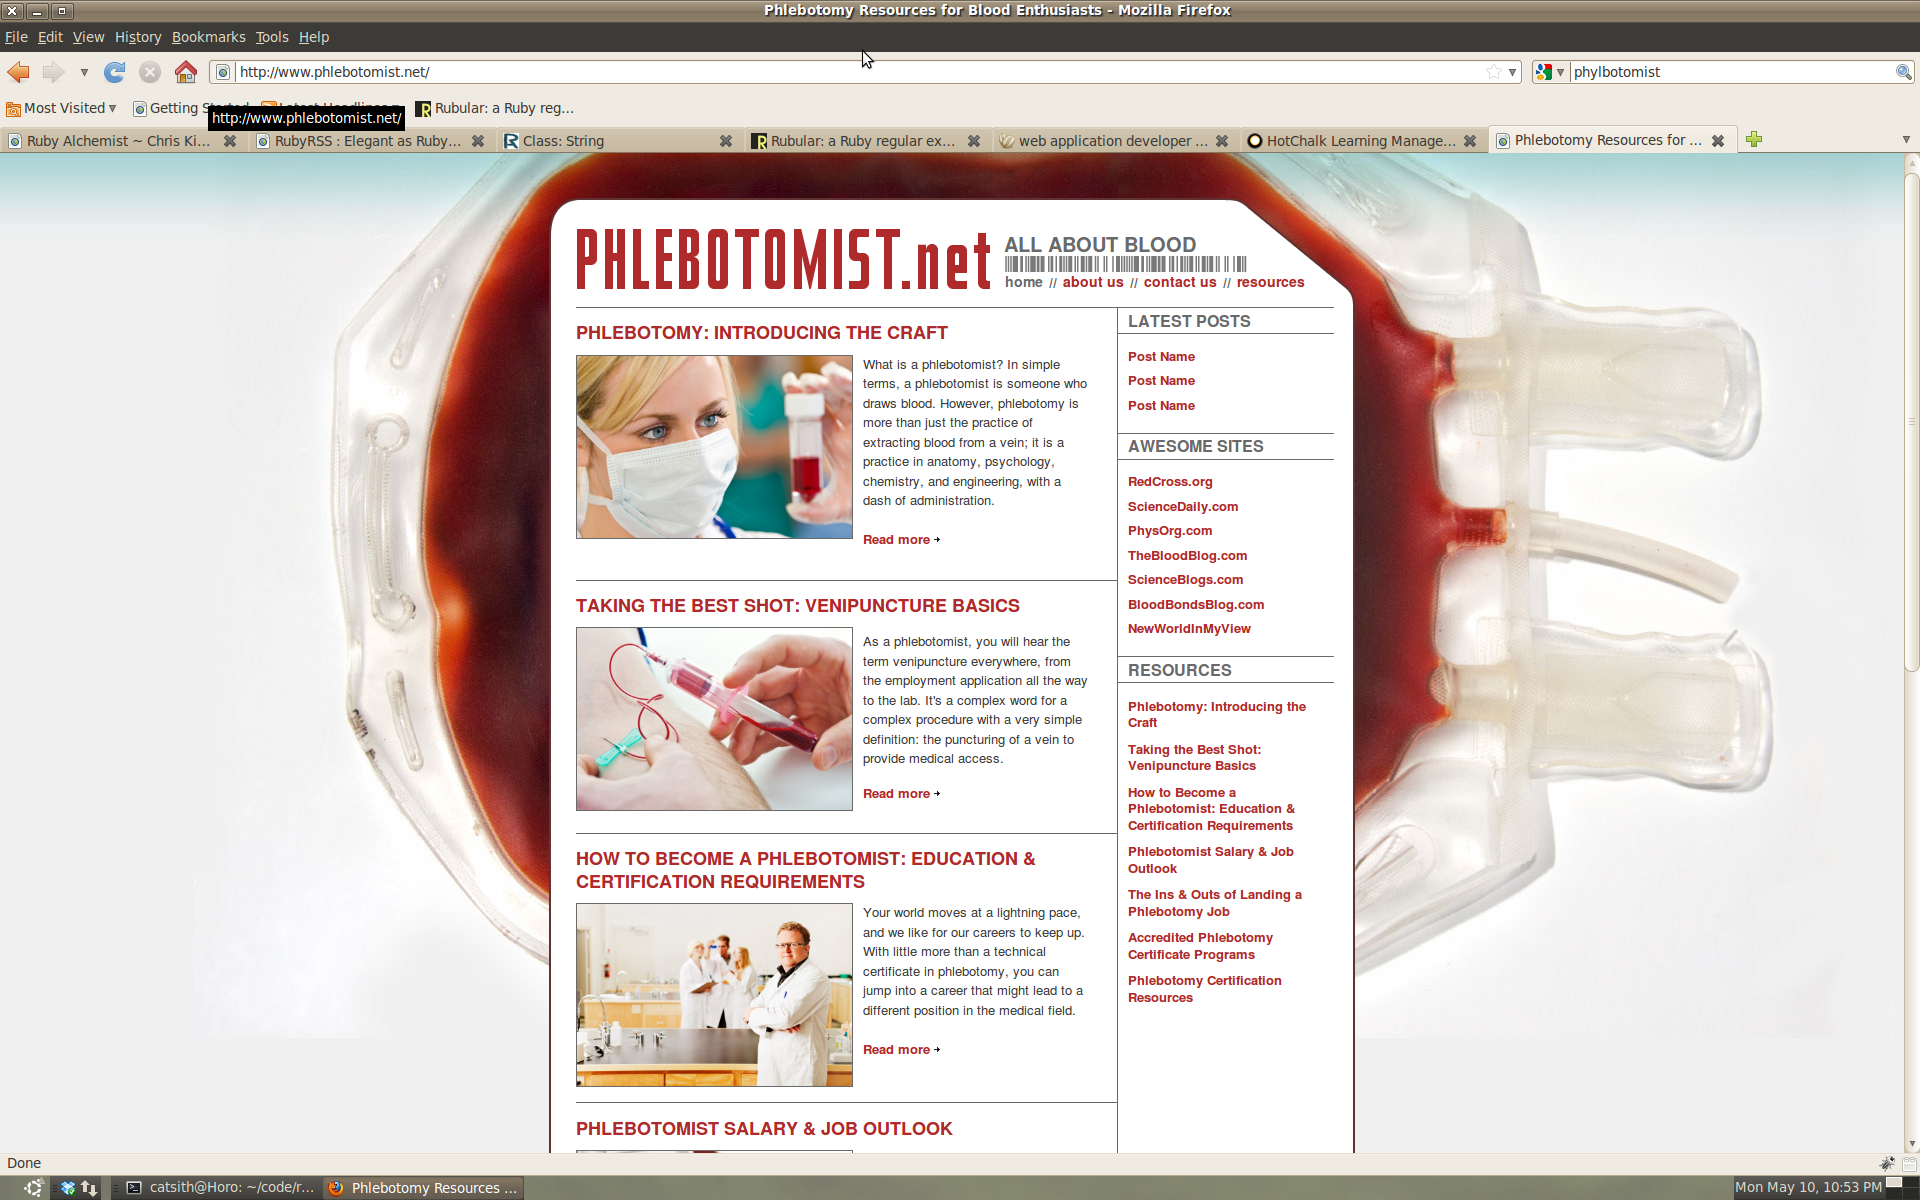 Phlebotomy Resources for Blood Enthusiasts - Mozilla Firefox
File Edit View History Bookmarks Tools Help
http://www.phlebotomist.net/
phylbotomist
Most Visited
Getting
Rubular: a Ruby reg...
http://www.phlebotomist.net/
Ruby Alchemist ~ Chris Ki...
RubyRSS : Elegant as Ruby...
Class: String
Rubular: a Ruby regular ex...
web application developer ...
HotChalk Learning Manage...
Phlebotomy Resources for ...
PHLEBOTOMIST.net
ALL ABOUT BLOOD
home // about us // contact us // resources
PHLEBOTOMY: INTRODUCING THE CRAFT
What is a phlebotomist? In simple
terms, a phlebotomist is someone who
draws blood. However, phlebotomy is
more than just the practice of
extracting blood from a vein; it is a
practice in anatomy, psychology,
chemistry, and engineering, with a
dash of administration.
Read more
TAKING THE BEST SHOT: VENIPUNCTURE BASICS
As a phlebotomist, you will hear the
term venipuncture everywhere, from
the employment application all the way
to the lab. It's a complex word for a
complex procedure with a very simple
definition: the puncturing of a vein to
provide medical access.
Read more
HOW TO BECOME A PHLEBOTOMIST: EDUCATION &
CERTIFICATION REQUIREMENTS
Your world moves at a lightning pace,
and we like for our careers to keep up.
With little more than a technical
certificate in phlebotomy, you can
jump into a career that might lead to a
different position in the medical field.
Read more
PHLEBOTOMIST SALARY & JOB OUTLOOK
LATEST POSTS
Post Name
Post Name
Post Name
AWESOME SITES
RedCross.org
ScienceDaily.com
PhysOrg.com
TheBloodBlog.com
ScienceBlogs.com
BloodBondsBlog.com
NewWorldInMyView
RESOURCES
Phlebotomy: Introducing the
Craft
Taking the Best Shot:
Venipuncture Basics
How to Become a
Phlebotomist: Education &
Certification Requirements
Phlebotomist Salary & Job
Outlook
The Ins & Outs of Landing a
Phlebotomy Job
Accredited Phlebotomy
Certificate Programs
Phlebotomy Certification
Resources
Done
catsith@Horo: ~/code/r...
Phlebotomy Resources ...
Mon May 10, 10:53 PM